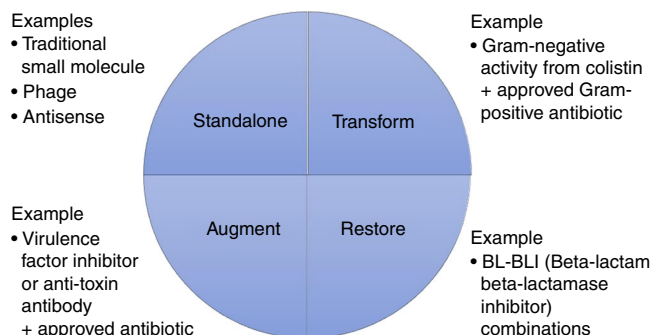 Examples
• Traditional
small molecule
• Phage
• Antisense
Standalone
Transform
Example
• Gram-negative
activity from colistin
+ approved Gram-
positive antibiotic
Example
• Virulence
factor inhibitor
or anti-toxin
antibody
+ approved antibiotic
Augment
Restore
Example
• BL-BLI (Beta-lactam
beta-lactamase
inhibitor)
combinations